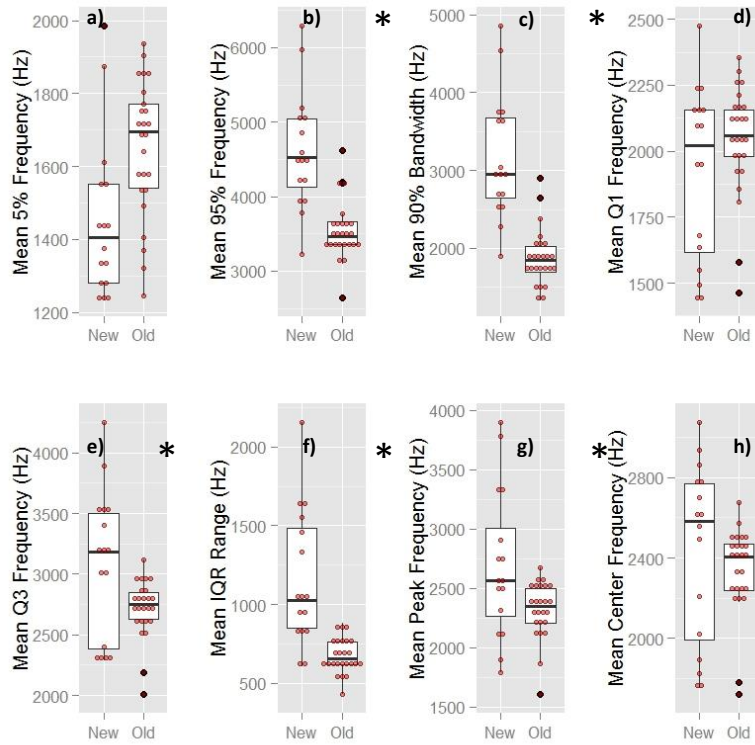 a)
Mean 5% Frequency (Hz)
2000
1800
1600
1400
1200
New Old
b) *
Mean 95% Frequency (Hz)
6000
5000
4000
3000
New Old
c) *
Mean 90% Bandwidth (Hz)
5000
4000
3000
2000
New Old
d)
Mean Q1 Frequency (Hz)
2500
2250
2000
1750
1500
New Old
e) *
Mean Q3 Frequency (Hz)
4000
3500
3000
2500
2000
New Old
f) *
Mean IQR Range (Hz)
2000
1500
1000
500
New Old
g) *
Mean Peak Frequency (Hz)
4000
3500
3000
2500
2000
1500
New Old
h)
Mean Center Frequency (Hz)
2800
2400
2000
New Old